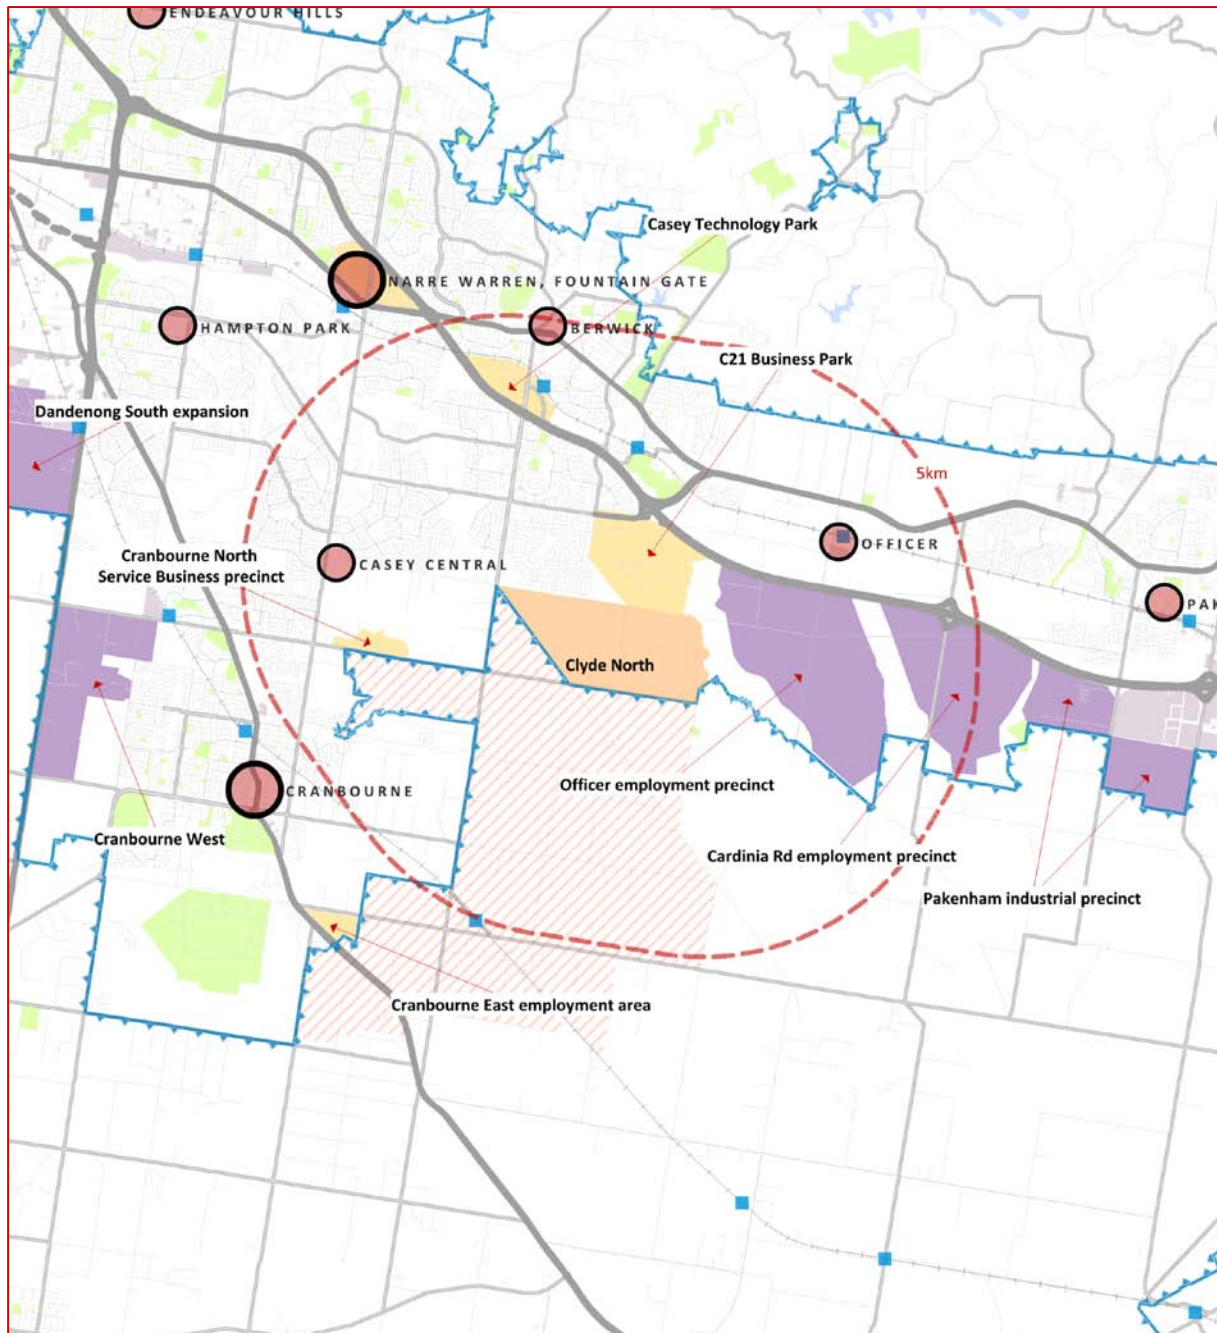 ENDEAVOUR HILLS
Casey Technology Park
NARRE WARREN, FOUNTAIN GATE
HAMPTON PARK
BERWICK
C21 Business Park
Dandenong South expansion
5km
OFFICER
Cranbourne North
Service Business precinct
CASEY CENTRAL
PAK
Clyde North
Officer employment precinct
CRANBOURNE
Cranbourne West
Cardinia Rd employment precinct
Pakenham industrial precinct
Cranbourne East employment area